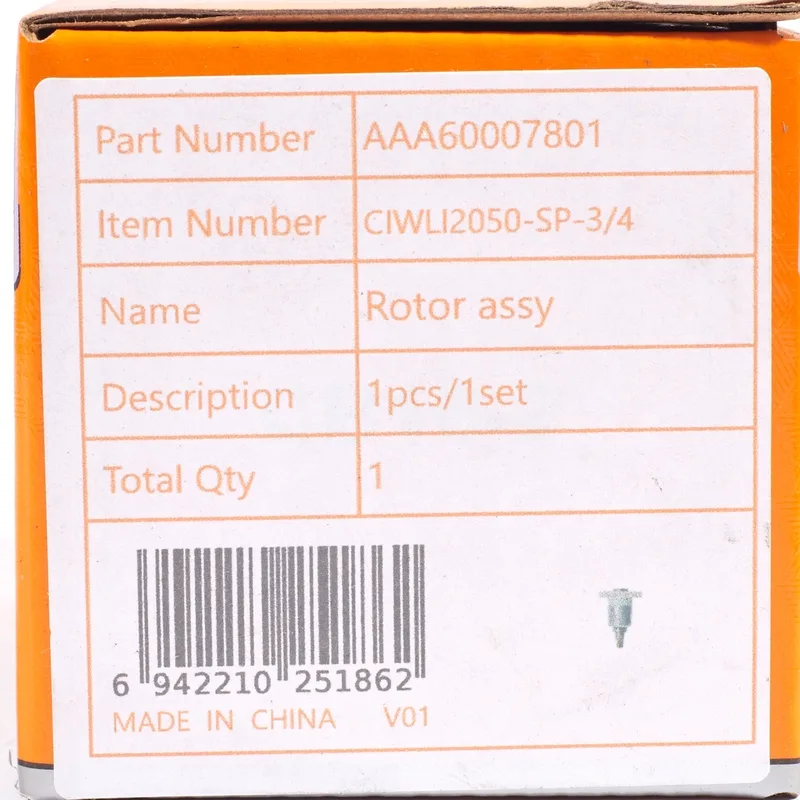 Part Number AAA60007801
Item Number CIWLI2050-SP-3/4
Name Rotor assy
Description 1pcs/1set
Total Qty 1
6 942210 251862
MADE IN CHINA V01